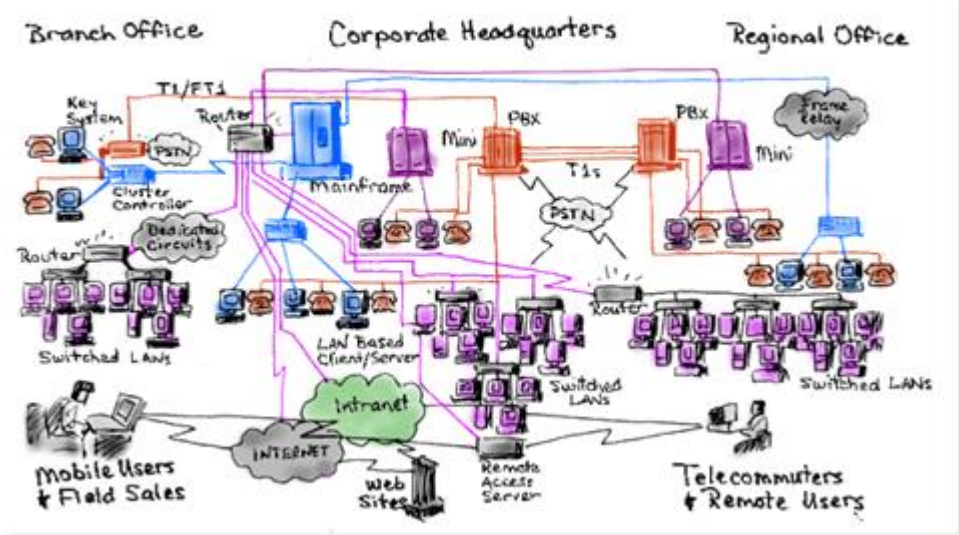 Branch Office
Corporate Headquarters
Regional Office
T1/FT1
Key
System
Router
PSTN
Cluster
Controller
Mainframe
Mini
PBX
T1s
PBX
Mini
Frame
Relay
PSTN
Dedicated
Circuits
Router
Switched LANs
LAN Based
Client/Server
Router
Switched
LANs
Switched LANs
Intranet
INTERNET
Mobile Users
& Field Sales
Web
Sites
Remote
Access
Server
Telecommuters
& Remote Users